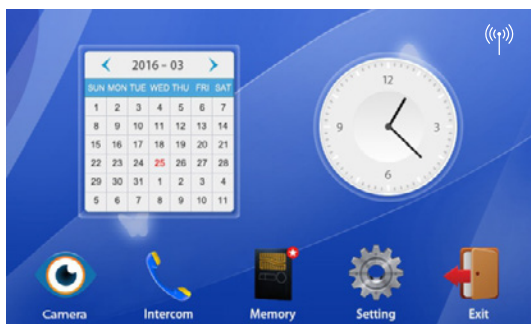 2016 - 03
SUN MON TUE WED THU FRI SAT
1 2 3 4 5 6 7
8 9 10 11 12 13 14
15 16 17 18 19 20 21
22 23 24 25 26 27 28
29 30 31 1 2 3 4
5 6 7 8 9 10 11
12
9 3
6
Camera Intercom Memory Setting Exit